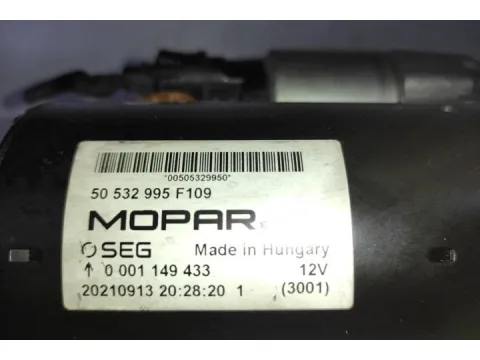 *00505329950*
50 532 995 F109
MOPAR
SEG Made in Hungary
↑ 0 001 149 433 12V
20210913 20:28:20 1 (3001)